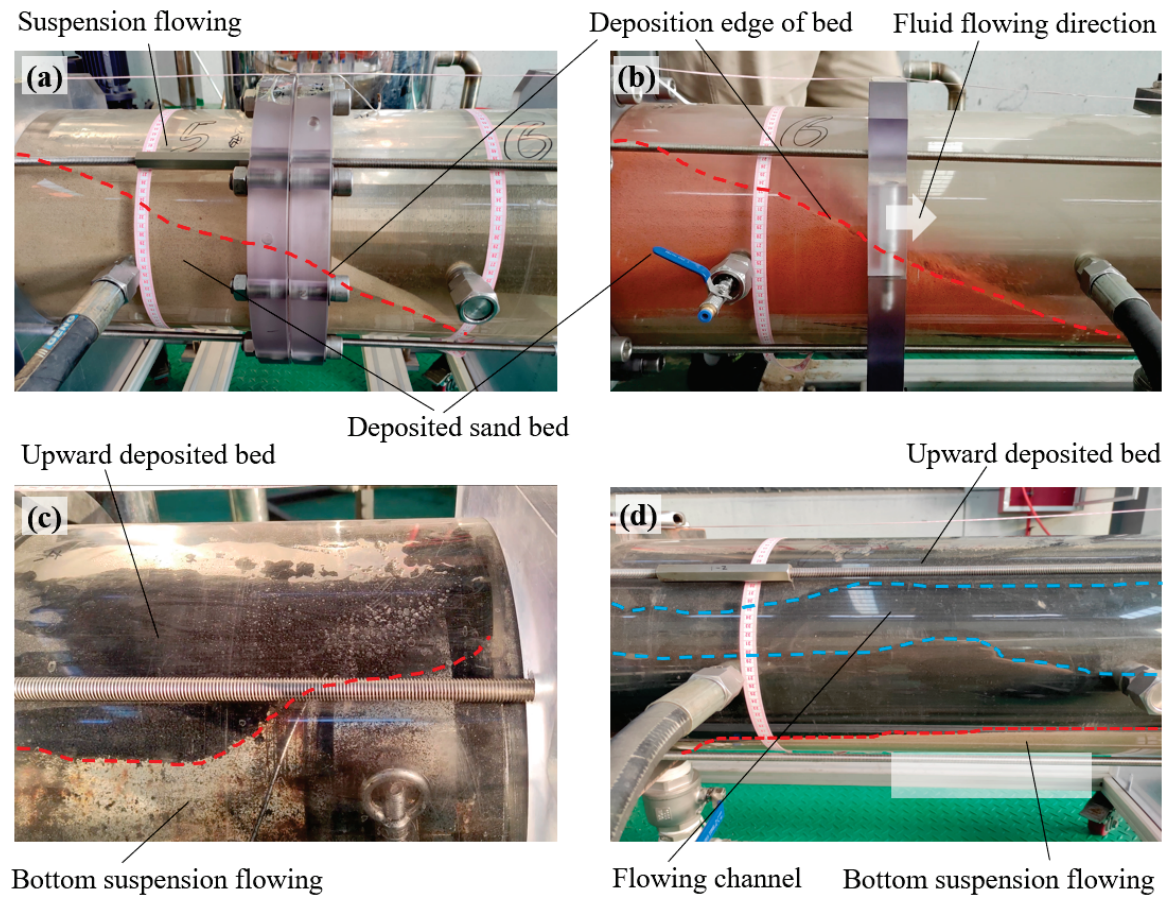 Suspension flowing
Deposition edge of bed
Fluid flowing direction
(a)
(b)
5
6
6
Deposited sand bed
Upward deposited bed
Upward deposited bed
(c)
(d)
Bottom suspension flowing
Flowing channel
Bottom suspension flowing